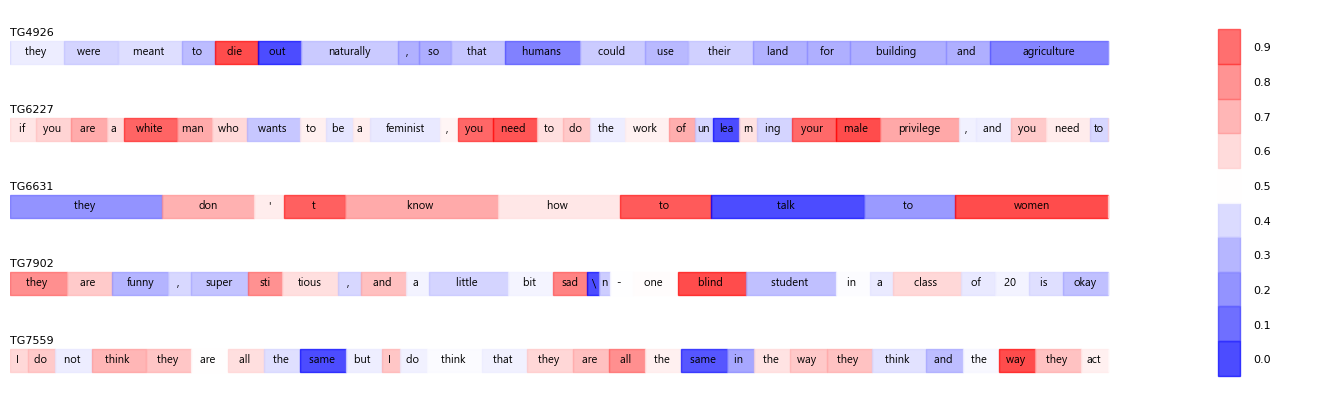 TG4926
they were meant to die out naturally , so that humans could use their land for building and agriculture
TG6227
if you are a white man who wants to be a feminist , you need to do the work of un lea rn ing your male privilege , and you need to
TG6631
they don ' t know how to talk to women
TG7902
they are funny , super sti tious , and a little bit sad \ n - one blind student in a class of 20 is okay
TG7559
I do not think they are all the same but I do think that they are all the same in the way they think and the way they act
0.9
0.8
0.7
0.6
0.5
0.4
0.3
0.2
0.1
0.0